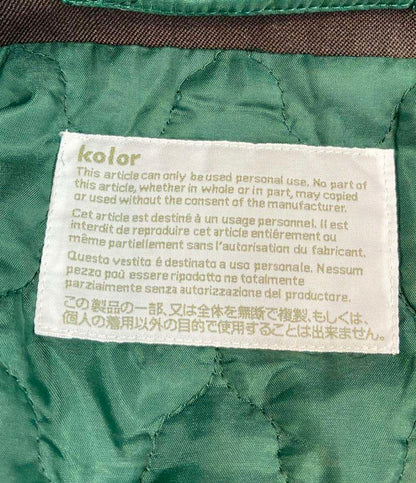 kolor
This article can only be used personal use. No part of
this article, whether in whole or in part, may copied
or used without the consent of the manufacturer.
Cet article est destiné à un usage personnel. Il est
interdit de reproduire cet article entiérement ou
même partiellement sans l'autorisation du fabricant.
Questo vestito é destinato a uso personale. Nessun
pezzo poú essere ripodotto ne totalmente
parzialmente senza autorizzazione del productore.
この製品の一部、又は全体を無断で複製、もしくは、
個人の着用以外の目的で使用することは出来ません。